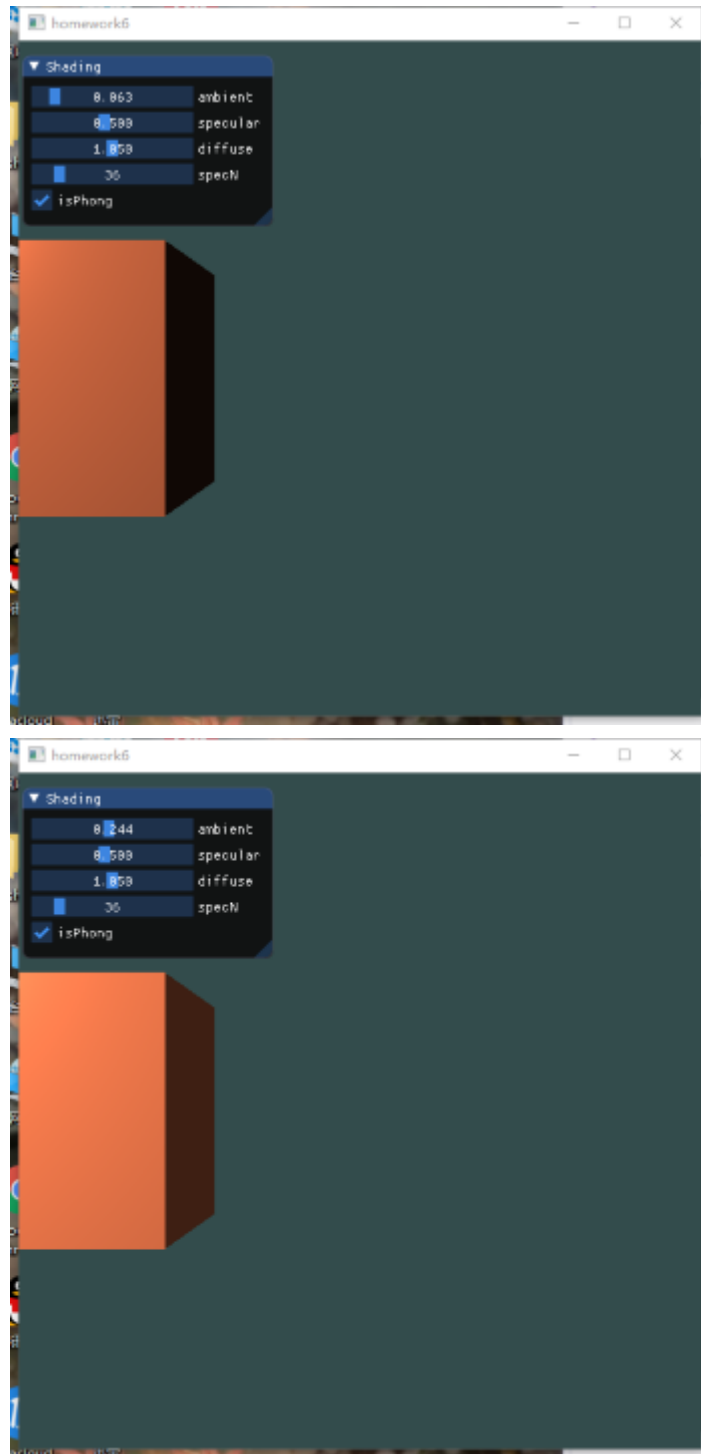 homework6
Shading
0.063 ambient
0.500 specular
1.050 diffuse
36 specN
isPhong
homework6
Shading
0.244 ambient
0.500 specular
1.050 diffuse
36 specN
isPhong